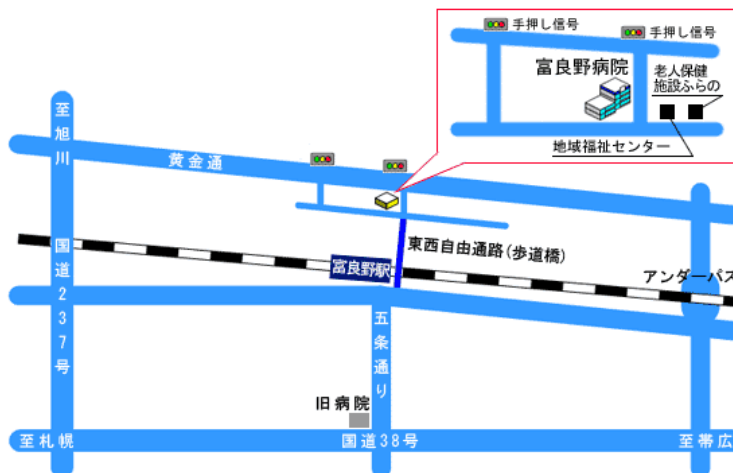 手押し信号
手押し信号
富良野病院
老人保健
施設ふらの
地域福祉センター
至旭川
黄金通
東西自由通路(歩道橋)
富良野駅
アンダーパス
国道237号
五条通り
旧病院
至札幌
国道38号
至帯広